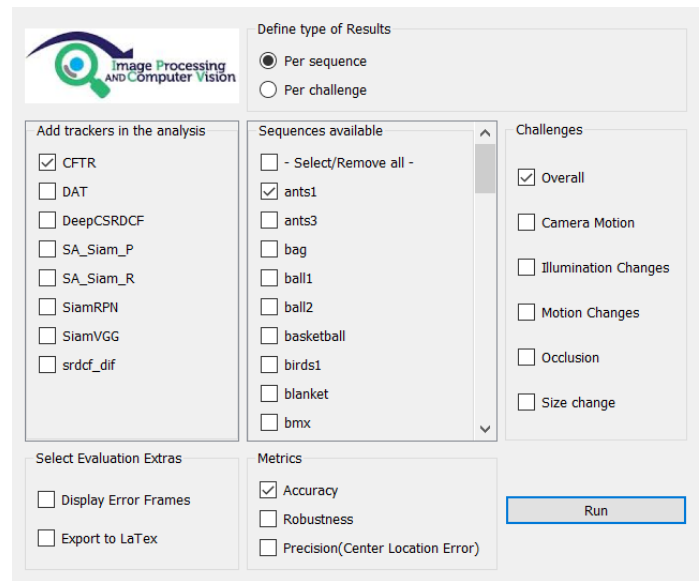 Image Processing
AND Computer Vision
Define type of Results
Per sequence
Per challenge
Add trackers in the analysis
CFTR
DAT
DeepCSRDCF
SA_Siam_P
SA_Siam_R
SiamRPN
SiamVGG
srdcf_dif
Sequences available
- Select/Remove all -
ants1
ants3
bag
ball1
ball2
basketball
birds1
blanket
bmx
Challenges
Overall
Camera Motion
Illumination Changes
Motion Changes
Occlusion
Size change
Select Evaluation Extras
Display Error Frames
Export to LaTex
Metrics
Accuracy
Robustness
Precision(Center Location Error)
Run